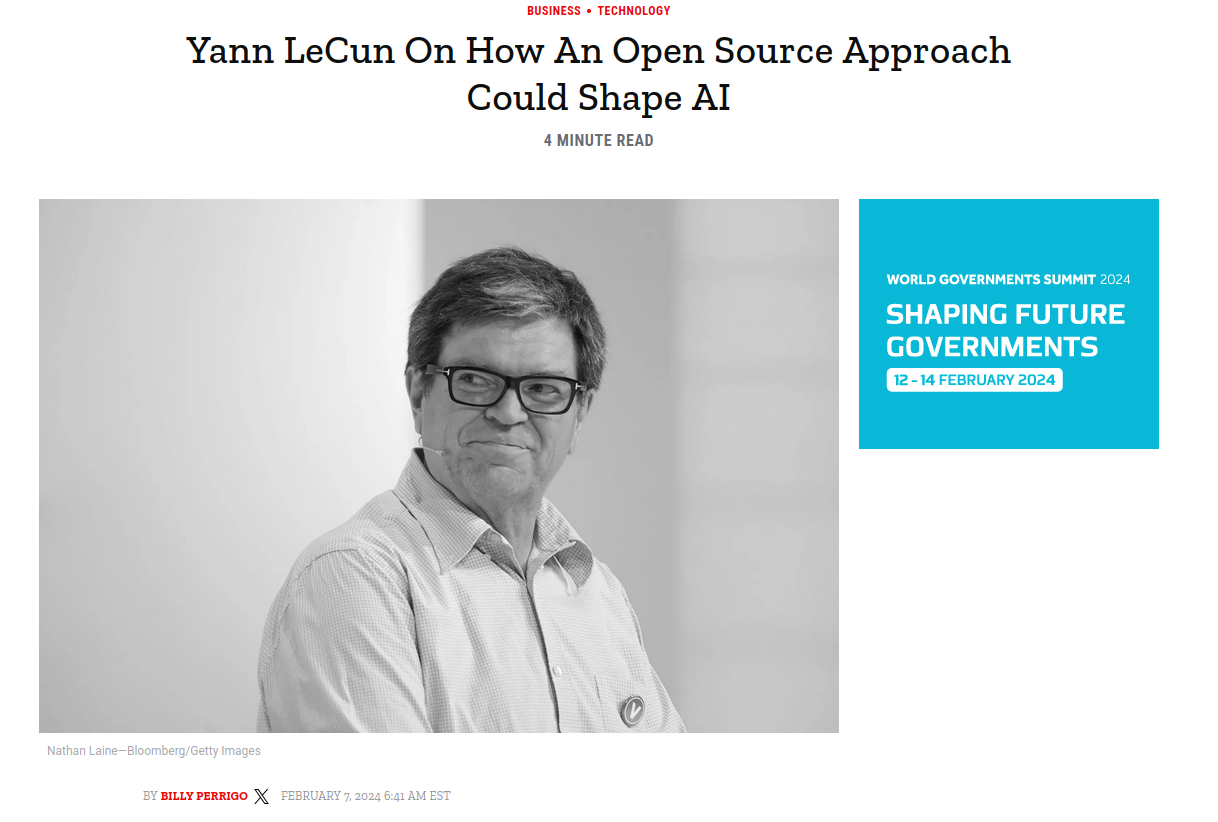 BUSINESS • TECHNOLOGY
Yann LeCun On How An Open Source Approach
Could Shape AI
4 MINUTE READ
WORLD GOVERNMENTS SUMMIT 2024
SHAPING FUTURE
GOVERNMENTS
12 - 14 FEBRUARY 2024
V
Nathan Laine—Bloomberg/Getty Images
BY BILLY PERRIGO X FEBRUARY 7, 2024 6:41 AM EST